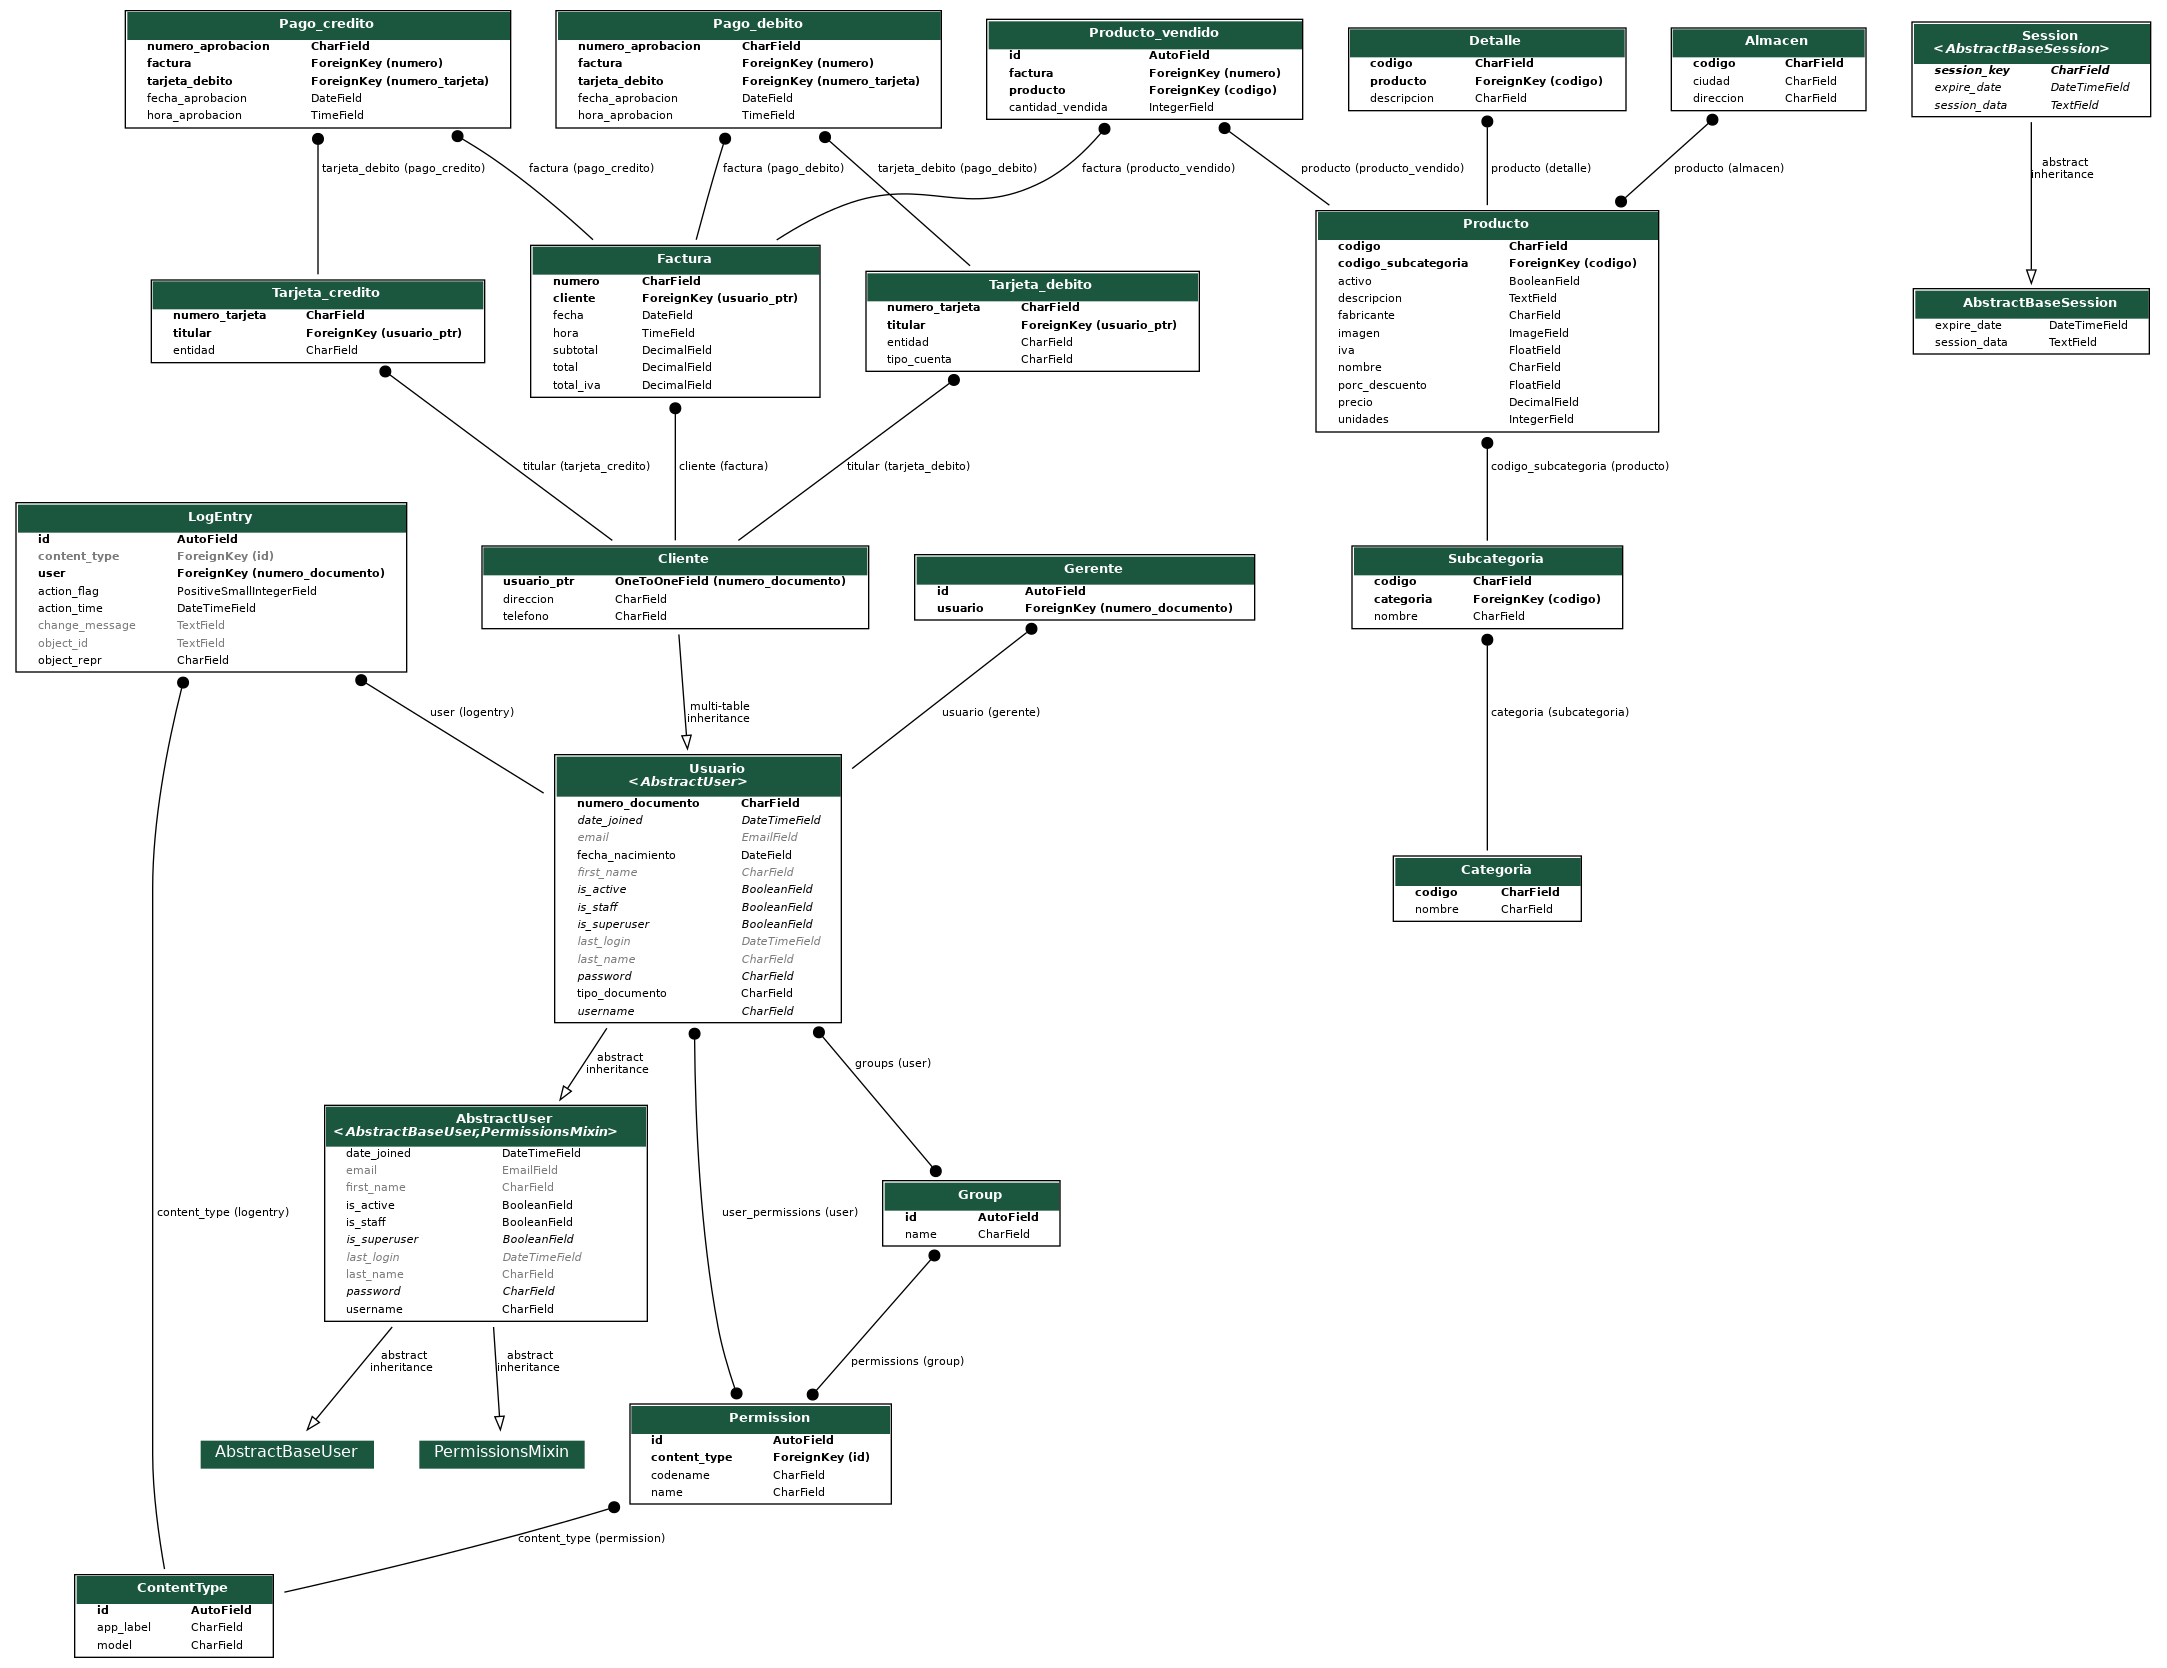 Pago_credito
numero_aprobacion CharField
factura ForeignKey (numero)
tarjeta_debito ForeignKey (numero_tarjeta)
fecha_aprobacion DateField
hora_aprobacion TimeField
Pago_debito
numero_aprobacion CharField
factura ForeignKey (numero)
tarjeta_debito ForeignKey (numero_tarjeta)
fecha_aprobacion DateField
hora_aprobacion TimeField
Producto_vendido
id AutoField
factura ForeignKey (numero)
producto ForeignKey (codigo)
cantidad_vendida IntegerField
Detalle
codigo CharField
producto ForeignKey (codigo)
descripcion CharField
Almacen
codigo CharField
ciudad CharField
direccion CharField
Session
<AbstractBaseSession>
session_key CharField
expire_date DateTimeField
session_data TextField
tarjeta_debito (pago_credito)
factura (pago_credito)
factura (pago_debito)
tarjeta_debito (pago_debito)
factura (producto_vendido)
producto (producto_vendido)
producto (detalle)
producto (almacen)
abstract
inheritance
Tarjeta_credito
numero_tarjeta CharField
titular ForeignKey (usuario_ptr)
entidad CharField
Factura
numero CharField
cliente ForeignKey (usuario_ptr)
fecha DateField
hora TimeField
subtotal DecimalField
total DecimalField
total_iva DecimalField
Tarjeta_debito
numero_tarjeta CharField
titular ForeignKey (usuario_ptr)
entidad CharField
tipo_cuenta CharField
Producto
codigo CharField
codigo_subcategoria ForeignKey (codigo)
activo BooleanField
descripcion TextField
fabricante CharField
imagen ImageField
iva FloatField
nombre CharField
porc_descuento FloatField
precio DecimalField
unidades IntegerField
AbstractBaseSession
expire_date DateTimeField
session_data TextField
titular (tarjeta_credito)
cliente (factura)
titular (tarjeta_debito)
codigo_subcategoria (producto)
LogEntry
id AutoField
content_type ForeignKey (id)
user ForeignKey (numero_documento)
action_flag PositiveSmallIntegerField
action_time DateTimeField
change_message TextField
object_id TextField
object_repr CharField
Cliente
usuario_ptr OneToOneField (numero_documento)
direccion CharField
telefono CharField
Gerente
id AutoField
usuario ForeignKey (numero_documento)
Subcategoria
codigo CharField
categoria ForeignKey (codigo)
nombre CharField
user (logentry)
multi-table
inheritance
usuario (gerente)
categoria (subcategoria)
Usuario
<AbstractUser>
numero_documento CharField
date_joined DateTimeField
email EmailField
fecha_nacimiento DateField
first_name CharField
is_active BooleanField
is_staff BooleanField
is_superuser BooleanField
last_login DateTimeField
last_name CharField
password CharField
tipo_documento CharField
username CharField
Categoria
codigo CharField
nombre CharField
abstract
inheritance
groups (user)
AbstractUser
<AbstractBaseUser,PermissionsMixin>
date_joined DateTimeField
email EmailField
first_name CharField
is_active BooleanField
is_staff BooleanField
is_superuser BooleanField
last_login DateTimeField
last_name CharField
password CharField
username CharField
content_type (logentry)
user_permissions (user)
Group
id AutoField
name CharField
abstract
inheritance
abstract
inheritance
permissions (group)
AbstractBaseUser
PermissionsMixin
Permission
id AutoField
content_type ForeignKey (id)
codename CharField
name CharField
content_type (permission)
ContentType
id AutoField
app_label CharField
model CharField